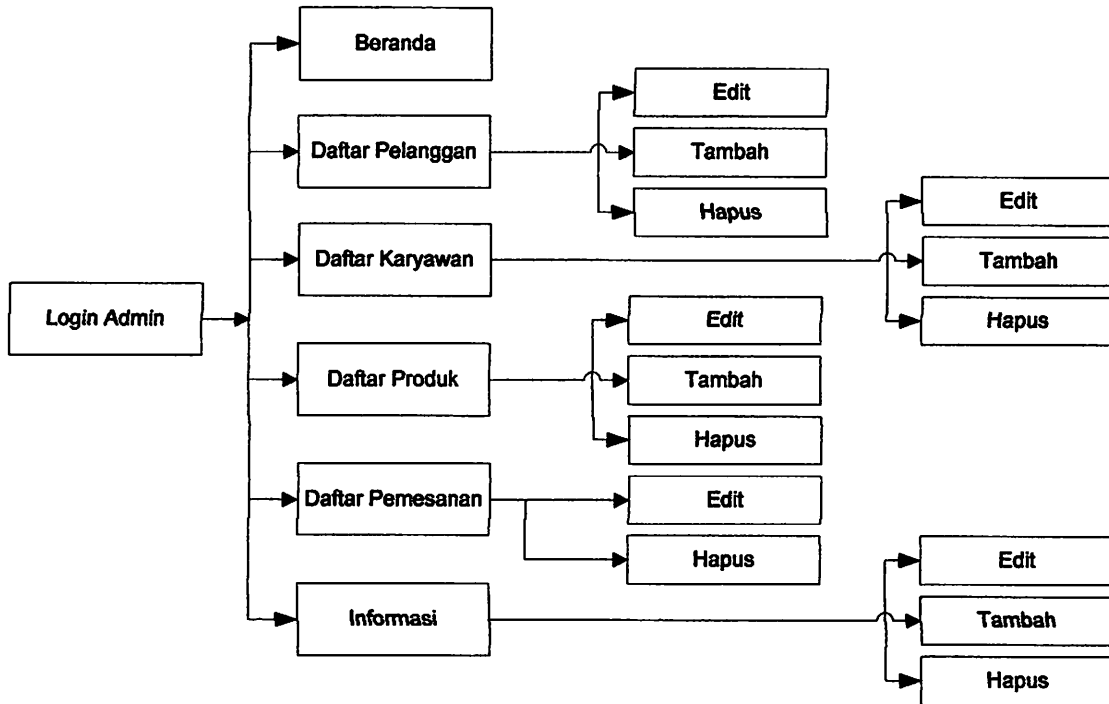 Login Admin
Beranda
Daftar Pelanggan
Edit
Tambah
Hapus
Daftar Karyawan
Edit
Tambah
Hapus
Daftar Produk
Edit
Tambah
Hapus
Daftar Pemesanan
Edit
Hapus
Informasi
Edit
Tambah
Hapus